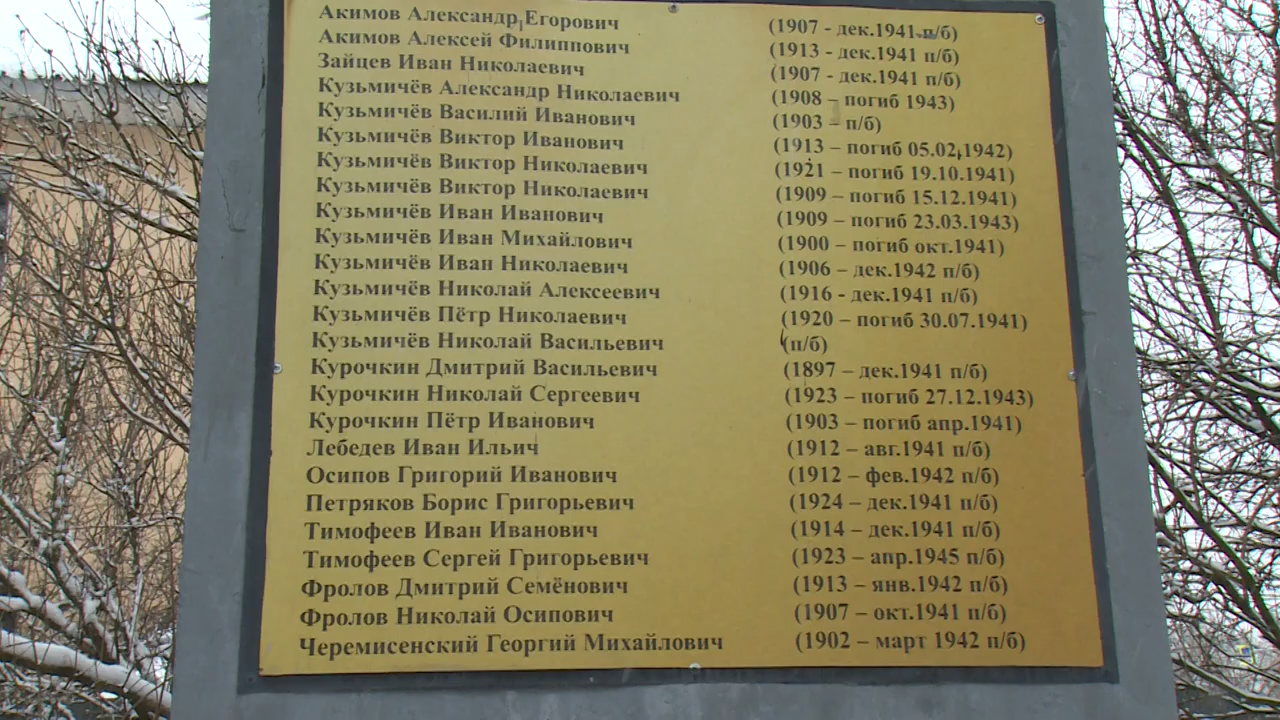 Акимов Александр Егорович (1907 - дек.1941 п/б)
Акимов Алексей Филиппович (1913 - дек.1941 п/б)
Зайцев Иван Николаевич (1907 - дек.1941 п/б)
Кузьмичёв Александр Николаевич (1908 – погиб 1943)
Кузьмичёв Василий Иванович (1903 – п/б)
Кузьмичёв Виктор Иванович (1913 – погиб 05.02.1942)
Кузьмичёв Виктор Николаевич (1921 – погиб 19.10.1941)
Кузьмичёв Виктор Николаевич (1909 – погиб 15.12.1941)
Кузьмичёв Иван Иванович (1909 – погиб 23.03.1943)
Кузьмичёв Иван Михайлович (1900 – погиб окт.1941)
Кузьмичёв Иван Николаевич (1906 – дек.1942 п/б)
Кузьмичёв Николай Алексеевич (1916 - дек.1941 п/б)
Кузьмичёв Пётр Николаевич (1920 – погиб 30.07.1941)
Кузьмичёв Николай Васильевич (п/б)
Курочкин Дмитрий Васильевич (1897 – дек.1941 п/б)
Курочкин Николай Сергеевич (1923 – погиб 27.12.1943)
Курочкин Пётр Иванович (1903 – погиб апр.1941)
Лебедев Иван Ильич (1912 – авг.1941 п/б)
Осипов Григорий Иванович (1912 – фев.1942 п/б)
Петряков Борис Григорьевич (1924 – дек.1941 п/б)
Тимофеев Иван Иванович (1914 – дек.1941 п/б)
Тимофеев Сергей Григорьевич (1923 – апр.1945 п/б)
Фролов Дмитрий Семёнович (1913 – янв.1942 п/б)
Фролов Николай Осипович (1907 – окт.1941 п/б)
Черемисенский Георгий Михайлович (1902 – март 1942 п/б)